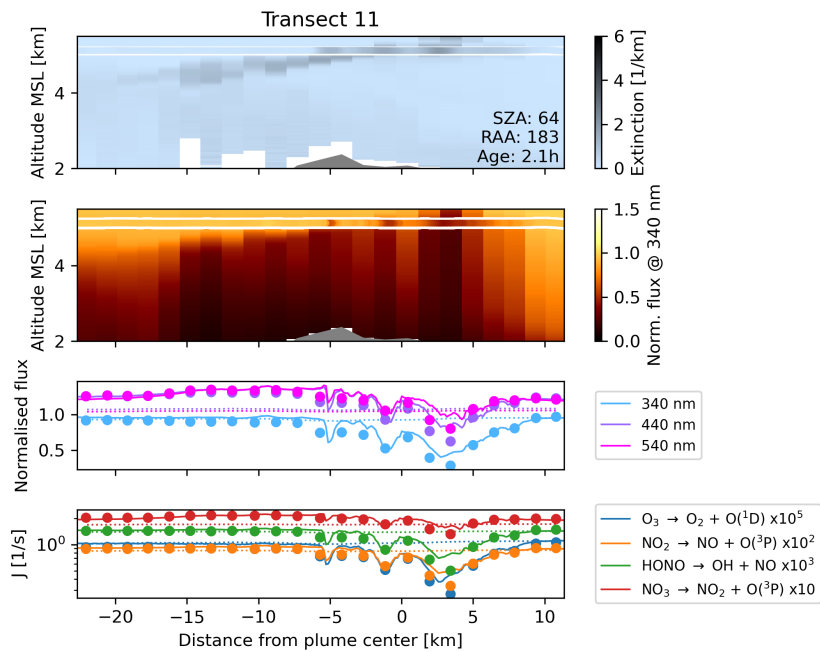 Transect 11
Altitude MSL [km]
4
2
SZA: 64
RAA: 183
Age: 2.1h
6
4
2
0
Extinction [1/km]
Altitude MSL [km]
4
2
1.5
1.0
0.5
0.0
Norm. flux @ 340 nm
Normalised flux
1.0
0.5
340 nm
440 nm
540 nm
J [1/s]
10⁰
O₃ → O₂ + O(¹D) x10⁵
NO₂ → NO + O(³P) x10²
HONO → OH + NO x10³
NO₃ → NO₂ + O(³P) x10
−20 −15 −10 −5 0 5 10
Distance from plume center [km]